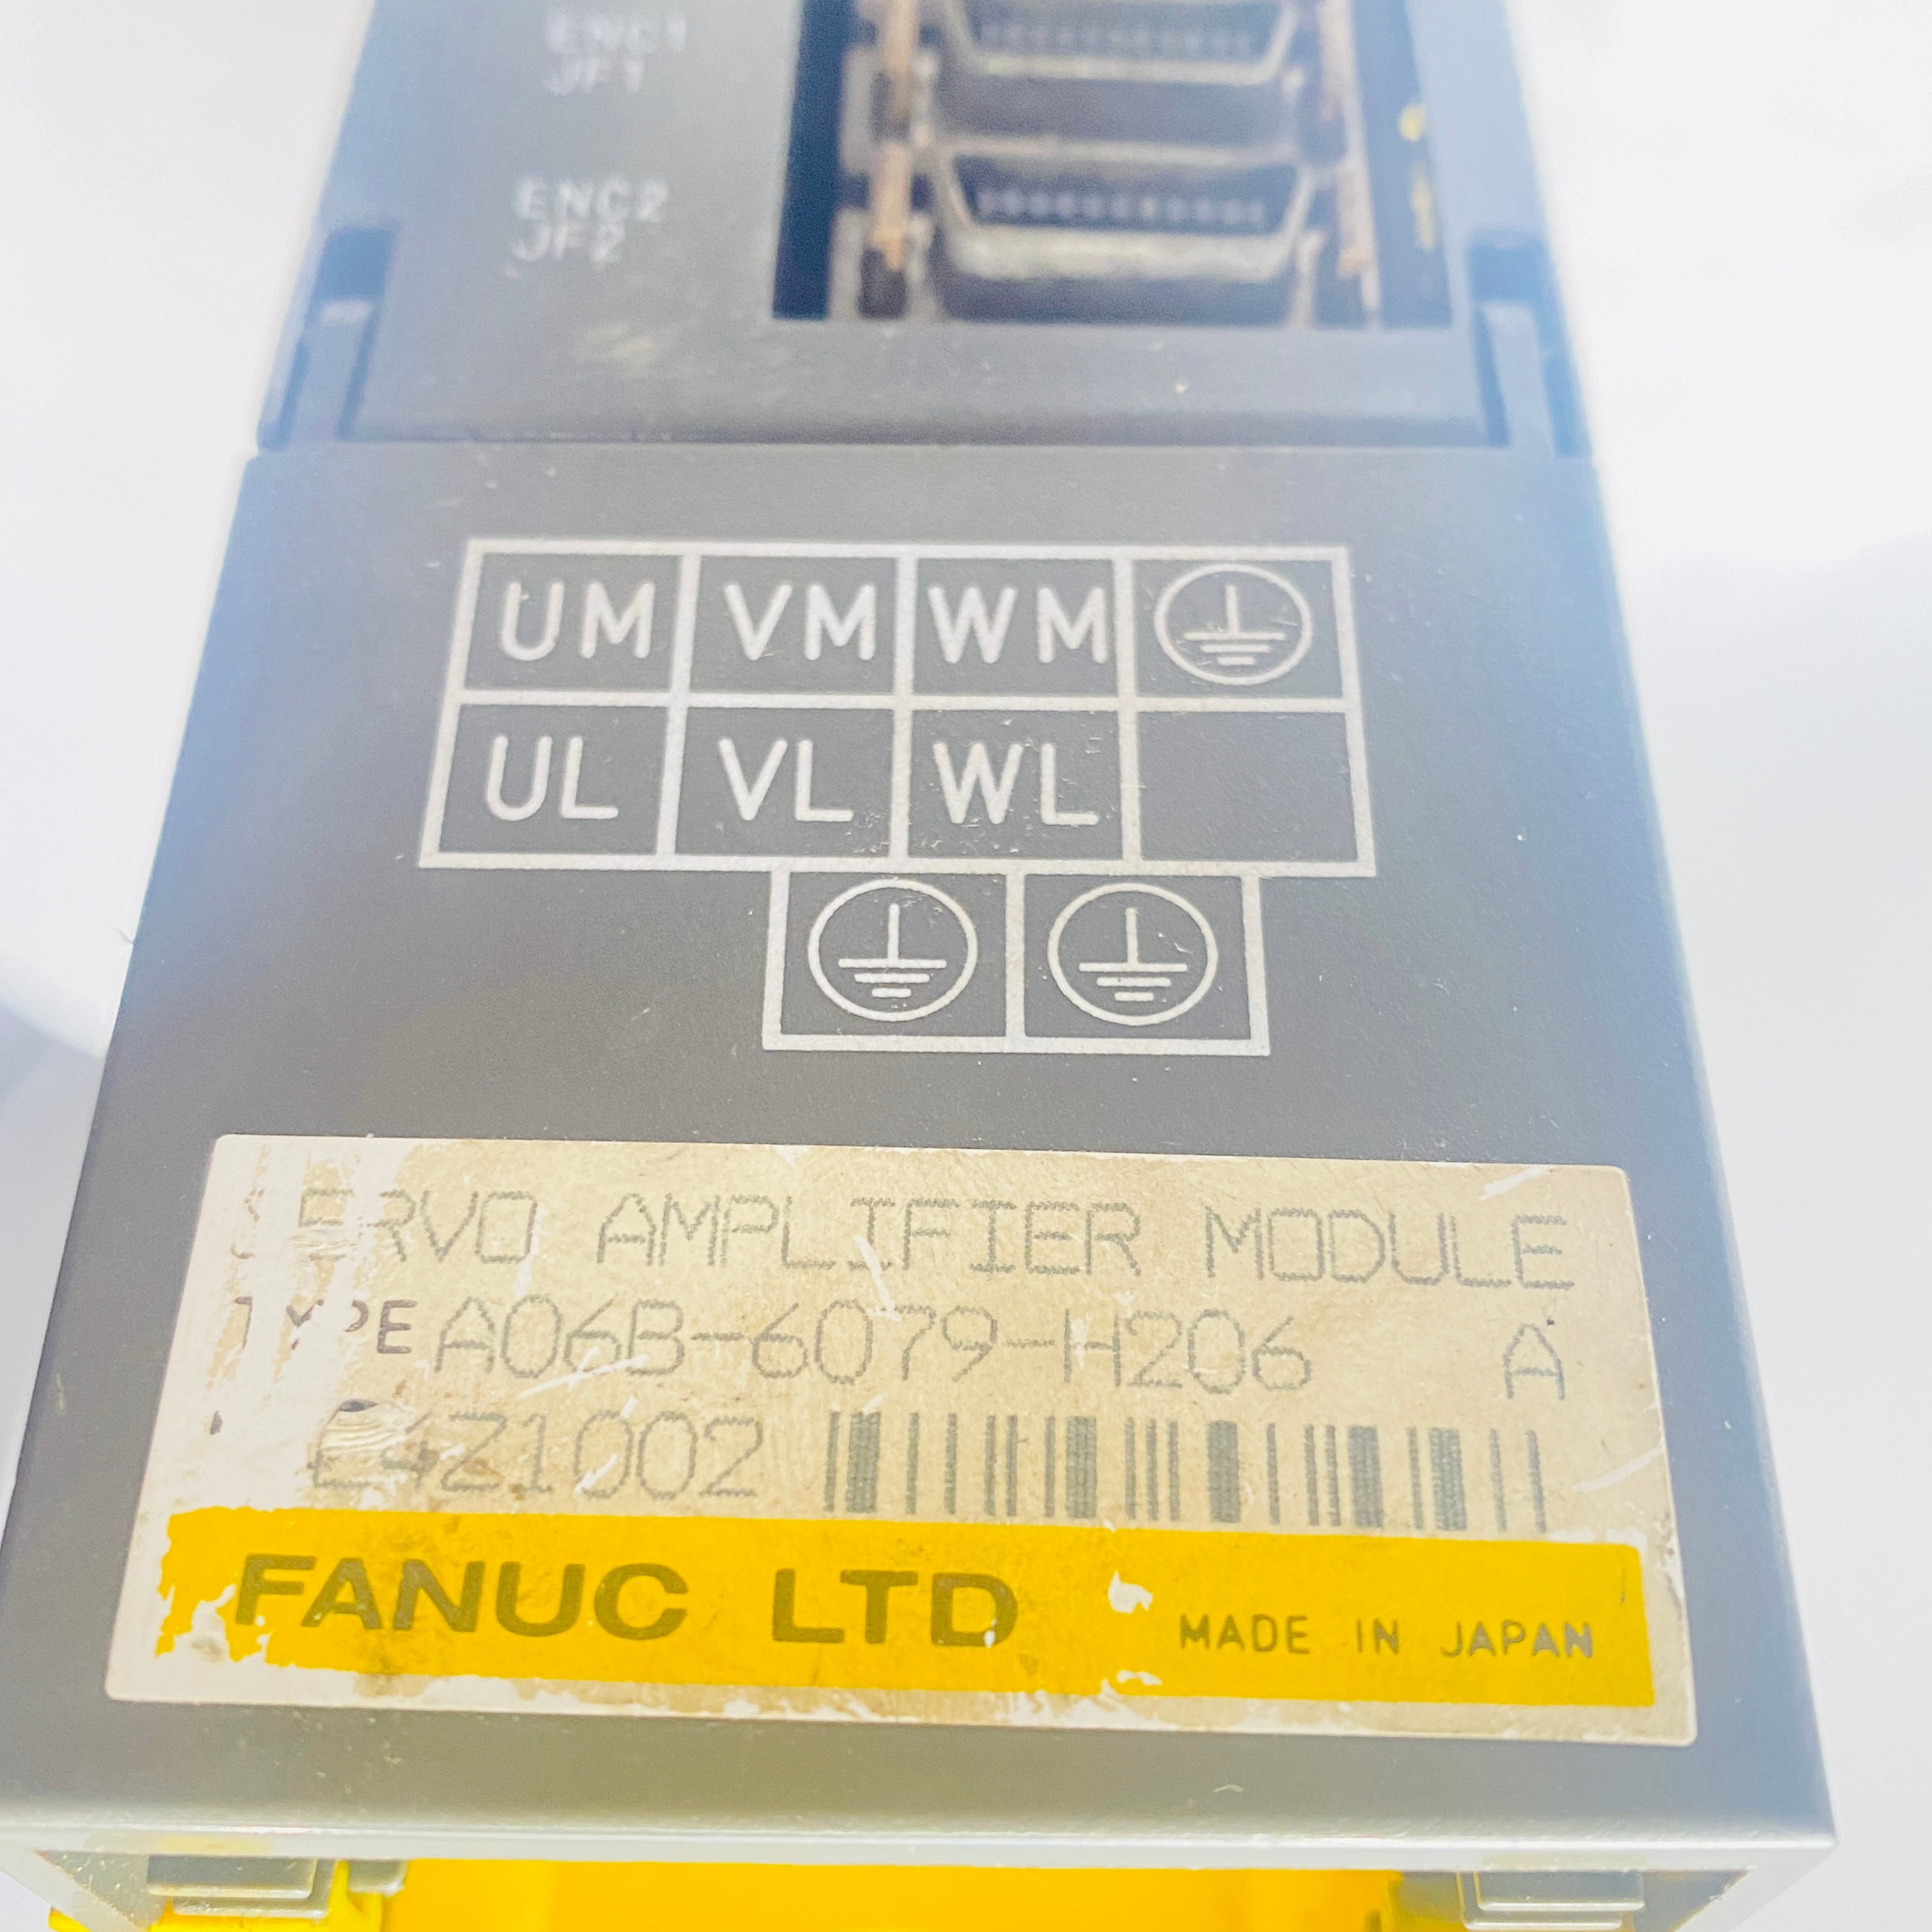 ENC1
JF1
ENC2
JF2
UM VM WM
UL VL WL
SERVO AMPLIFIER MODULE
TYPE A06B-6079-H206 A
E4Z1002
FANUC LTD MADE IN JAPAN